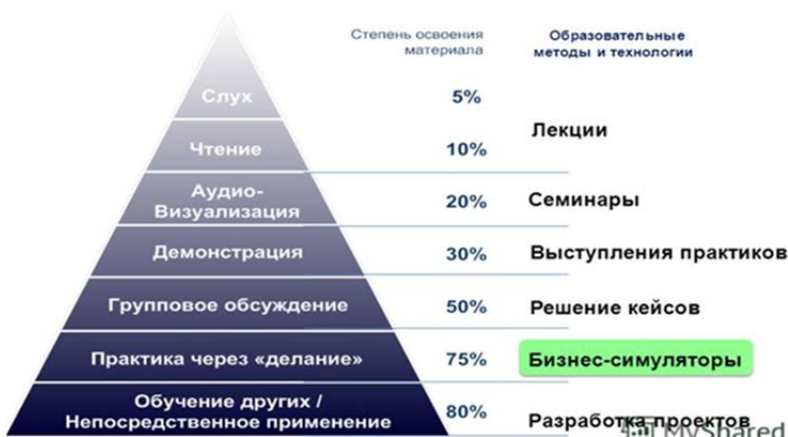 Степень освоения
материала
Образовательные
методы и технологии
Слух
5%
Лекции
Чтение
10%
Аудио-
Визуализация
20%
Семинары
Демонстрация
30%
Выступления практиков
Групповое обсуждение
50%
Решение кейсов
Практика через «делание»
75%
Бизнес-симуляторы
Обучение других /
Непосредственное применение
80%
Разработка проектов
MyShared